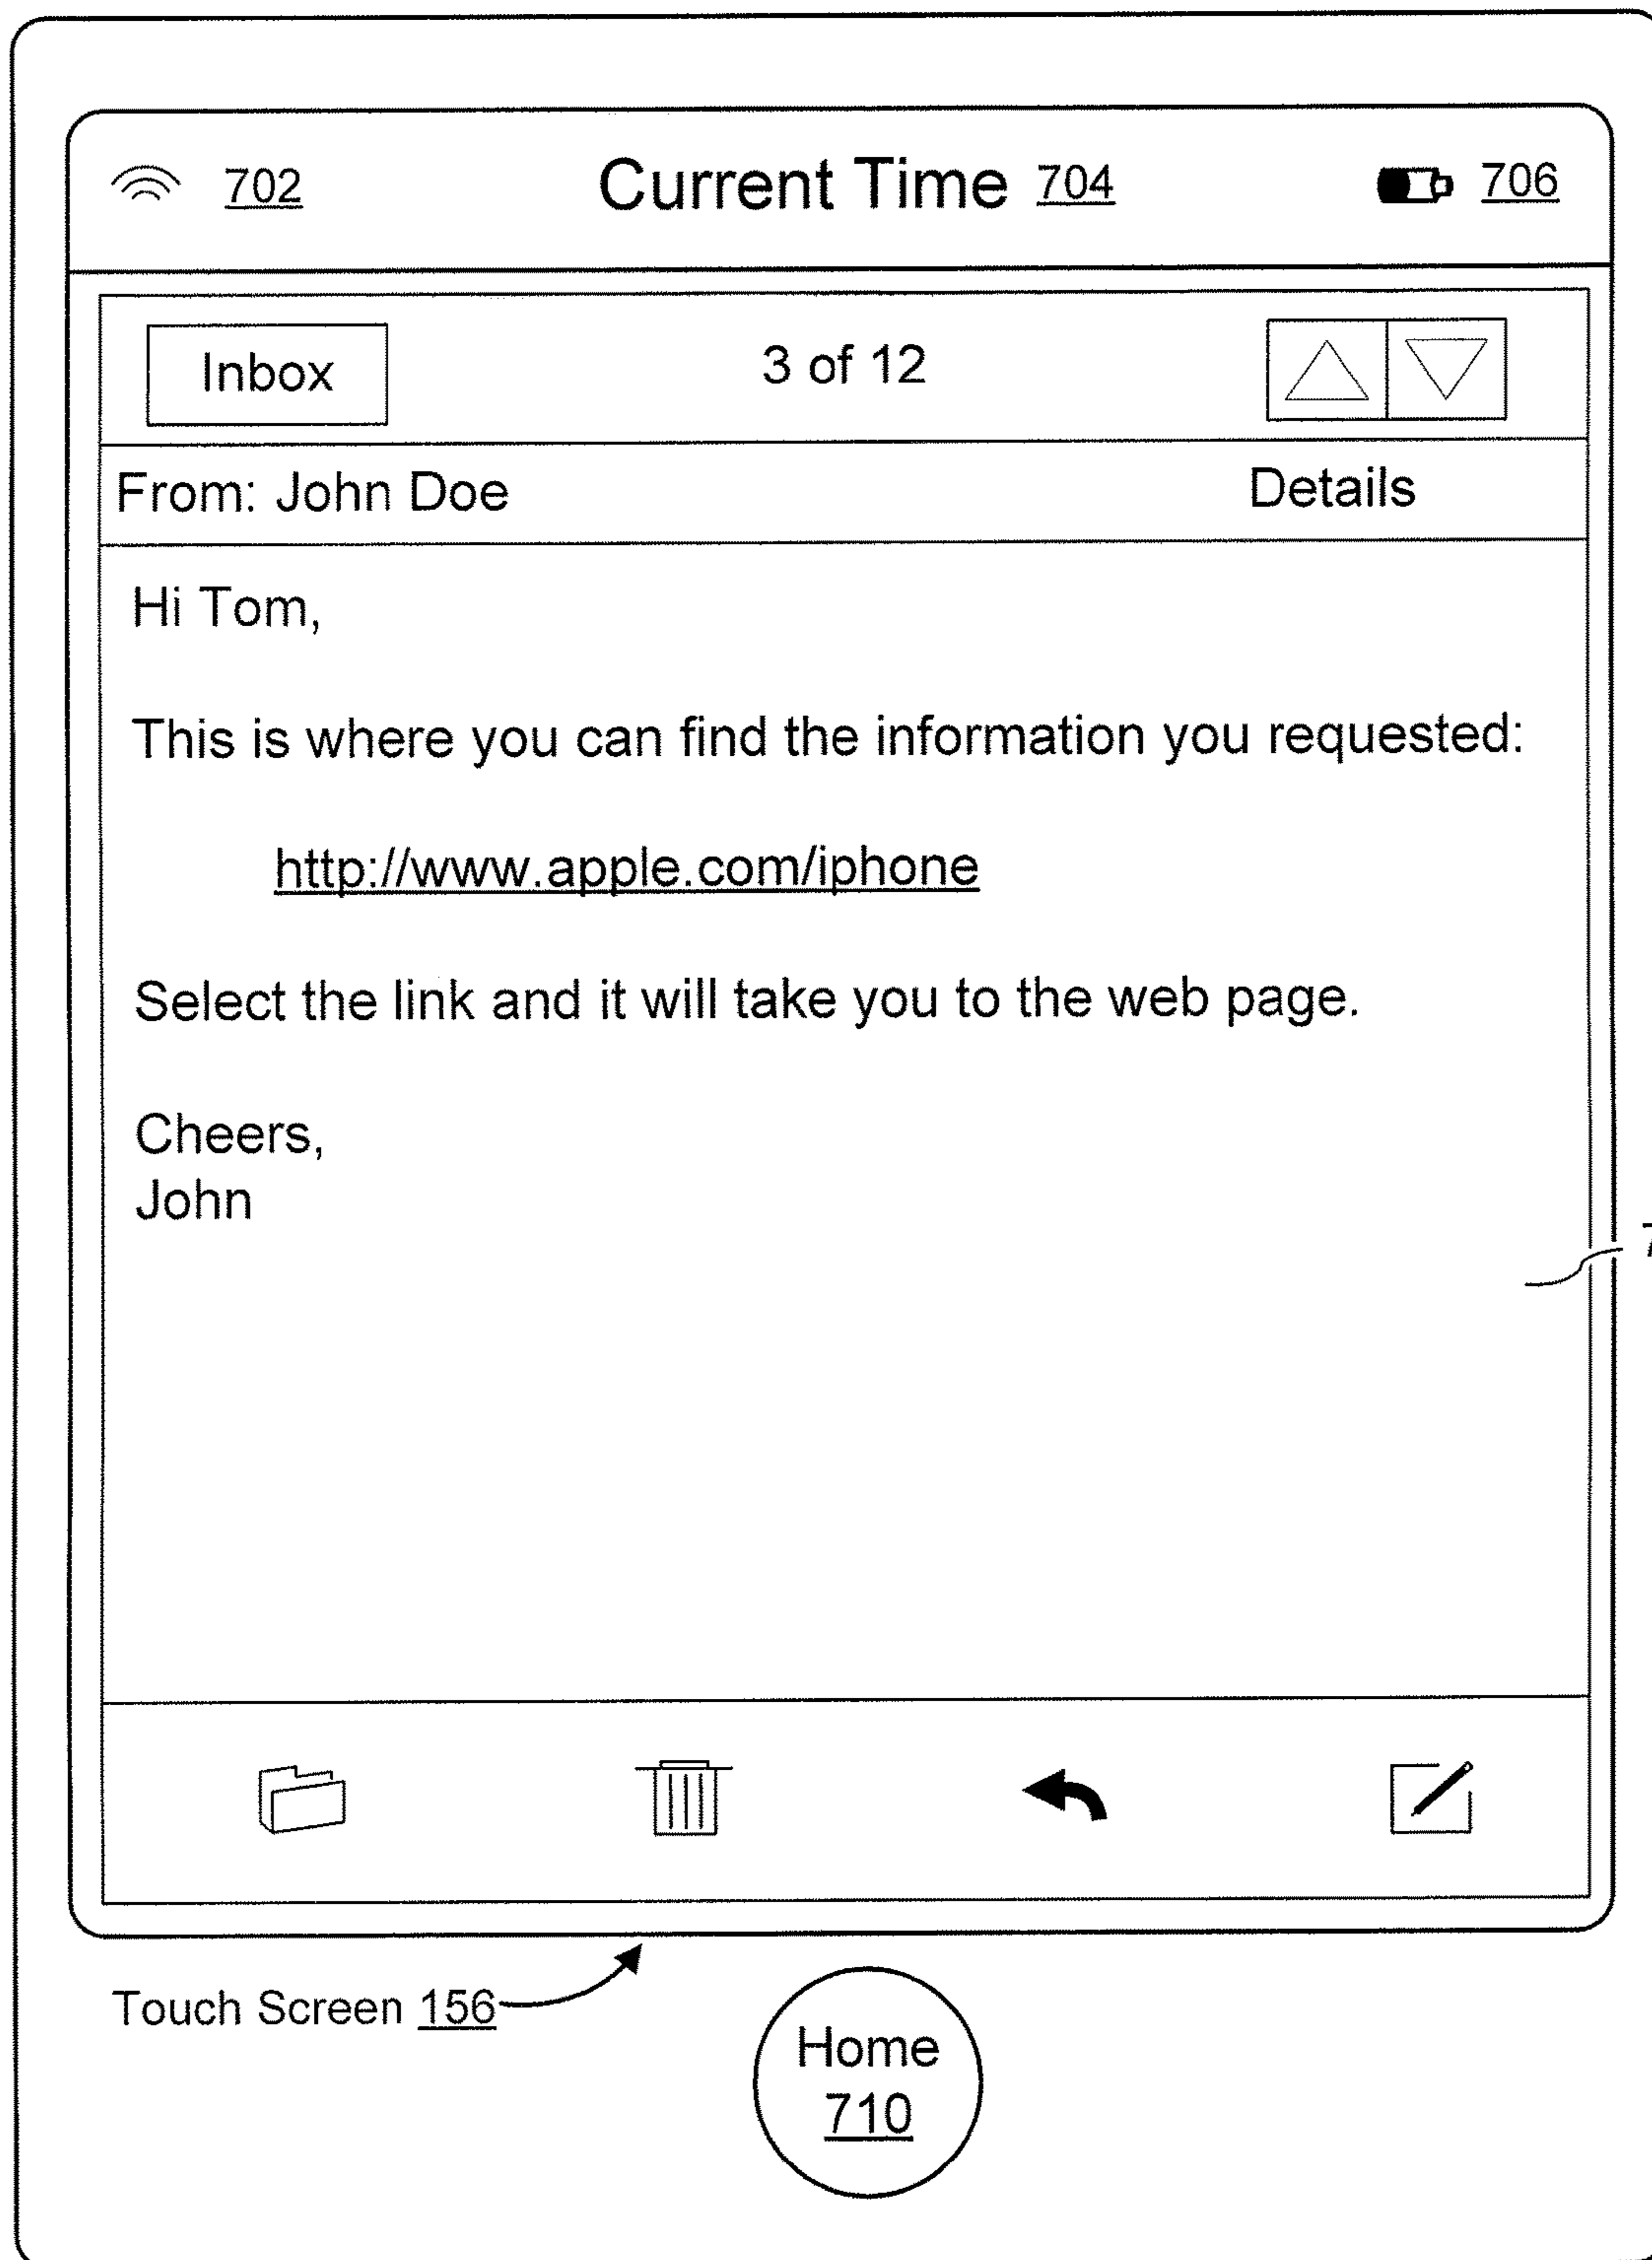 702 Current Time 704 706
Inbox 3 of 12
From: John Doe Details
Hi Tom,
This is where you can find the information you requested:
http://www.apple.com/iphone
Select the link and it will take you to the web page.
Cheers,
John
Touch Screen 156
Home
710